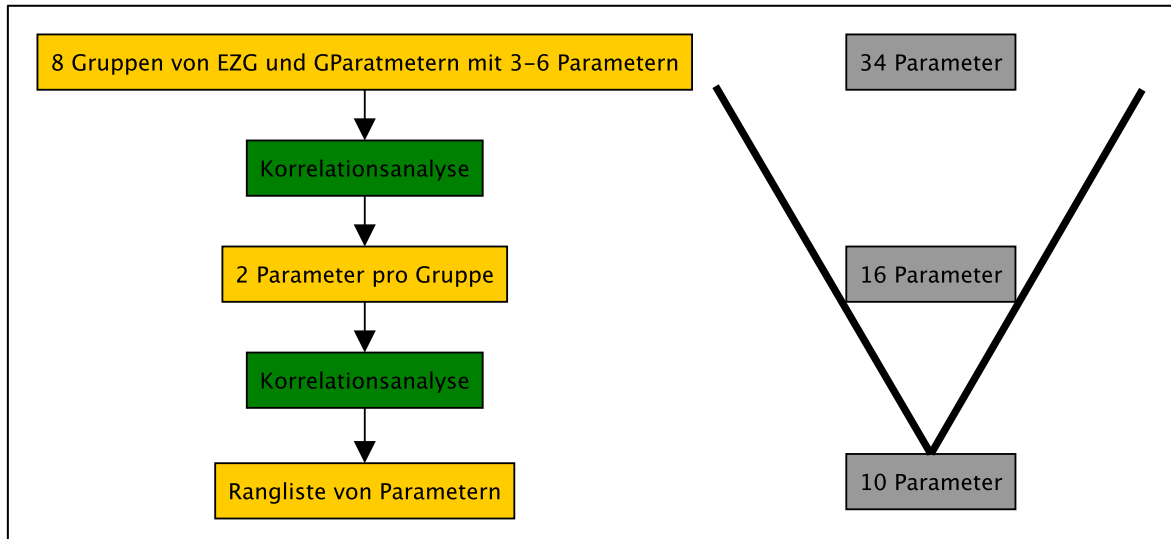 8 Gruppen von EZG und GParatmetern mit 3-6 Parametern
34 Parameter
Korrelationsanalyse
2 Parameter pro Gruppe
16 Parameter
Korrelationsanalyse
Rangliste von Parametern
10 Parameter